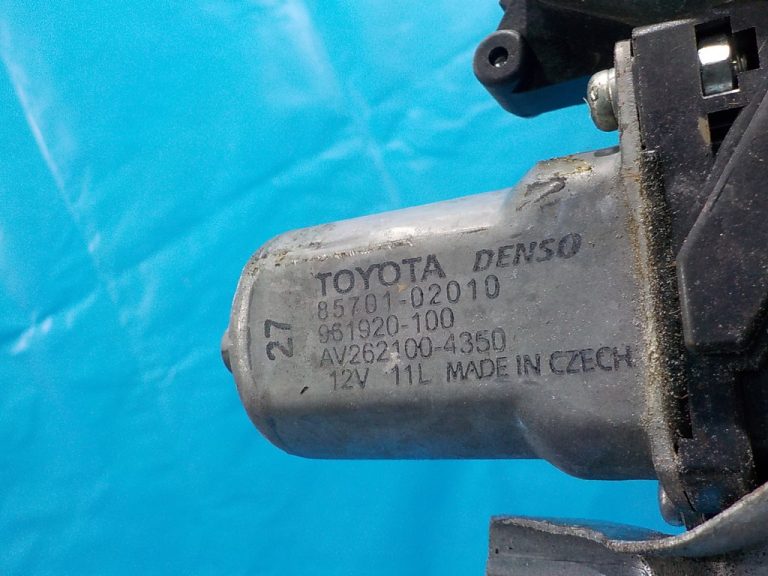 TOYOTA DENSO
85701-02010
961920-100
AV262100-4350
12V 11L MADE IN CZECH
27